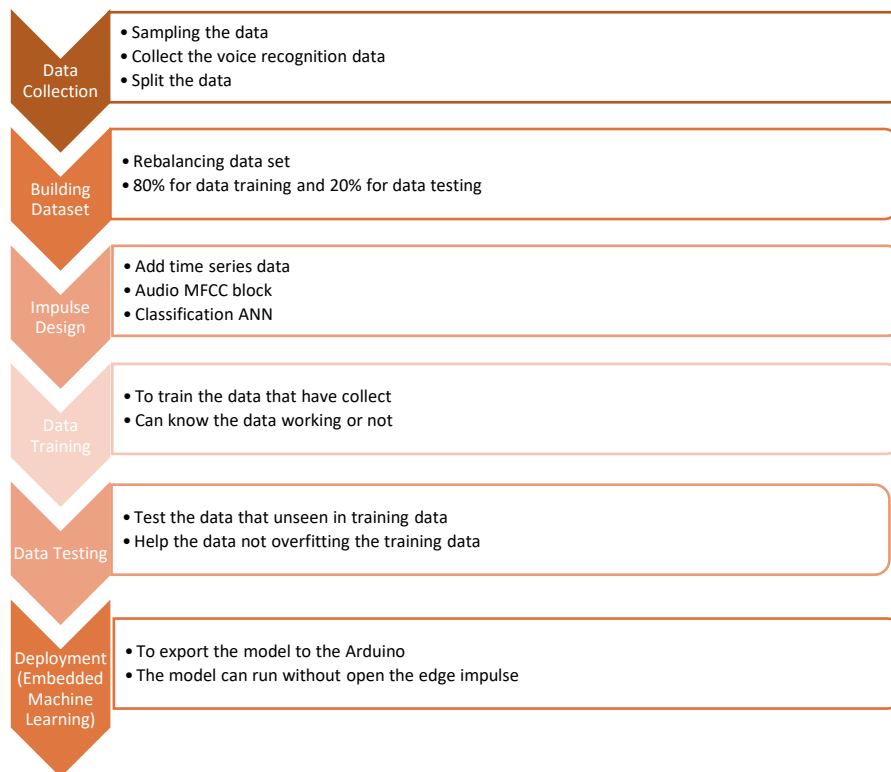 Data
Collection
• Sampling the data
• Collect the voice recognition data
• Split the data
Building
Dataset
• Rebalancing data set
• 80% for data training and 20% for data testing
Impulse
Design
• Add time series data
• Audio MFCC block
• Classification ANN
Data
Training
• To train the data that have collect
• Can know the data working or not
Data Testing
• Test the data that unseen in training data
• Help the data not overfitting the training data
Deployment
(Embedded
Machine
Learning)
• To export the model to the Arduino
• The model can run without open the edge impulse